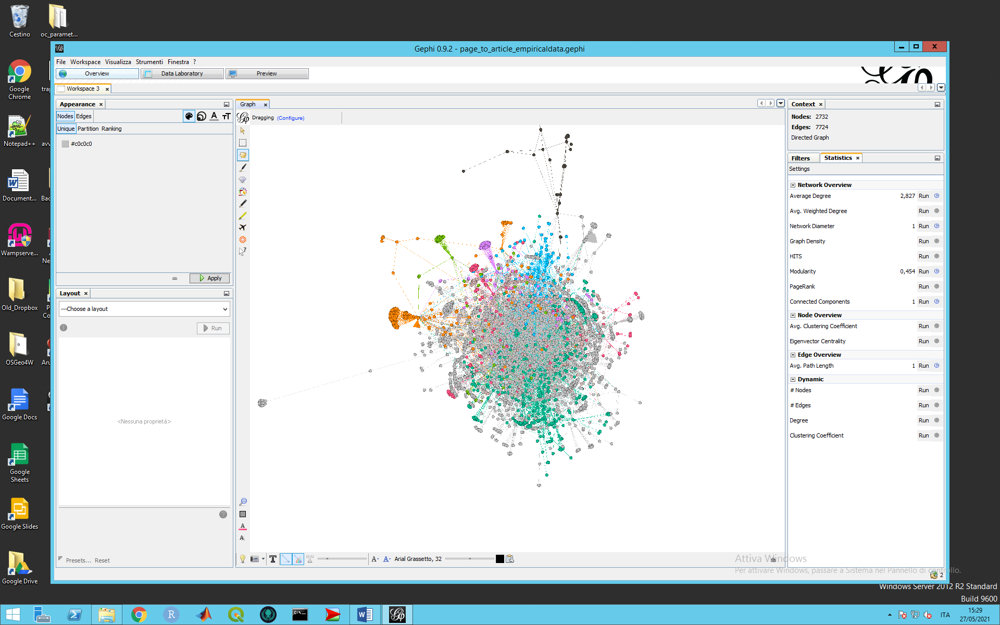 Cestino
oc_paramet...
Google Chrome
Notepad++
Document...
Wampserve...
Old_Dropbox
OSGeo4W
Google Docs
Google Sheets
Google Slides
Google Drive
Gephi 0.9.2 - page_to_article_empiricaldata.gephi
File Workspace Visualizza Strumenti Finestra ?
Overview
Data Laboratory
Preview
Workspace 3
Appearance
Nodes Edges
Unique Partition Ranking
#c0c0c0
Apply
Layout
---Choose a layout
Run
<Nessuna proprietà>
Presets... Reset
Graph
Dragging (Configure)
Arial Grassetto, 32
Context
Nodes: 2732
Edges: 7724
Directed Graph
Filters Statistics
Settings
Network Overview
Average Degree 2,827 Run
Avg. Weighted Degree Run
Network Diameter 1 Run
Graph Density Run
HITS Run
Modularity 0,454 Run
PageRank Run
Connected Components 1 Run
Node Overview
Avg. Clustering Coefficient Run
Eigenvector Centrality Run
Edge Overview
Avg. Path Length 1 Run
Dynamic
# Nodes Run
# Edges Run
Degree Run
Clustering Coefficient Run
Attiva Windows
Per attivare Windows, passare a Sistema nel Pannello di controllo.
2
Windows Server 2012 R2 Standard
Build 9600
ITA
15:29
27/05/2021